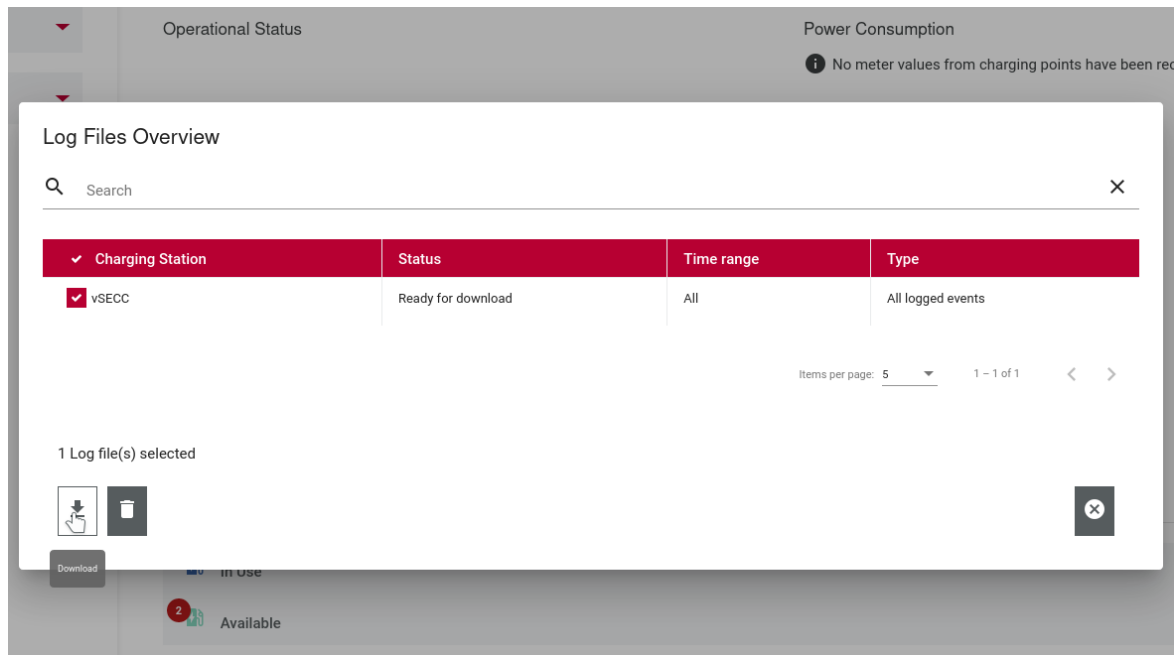 Operational Status
Power Consumption
No meter values from charging points have been rec
Log Files Overview
Search
Charging Station Status Time range Type
vSECC Ready for download All All logged events
Items per page: 5 1 – 1 of 1
1 Log file(s) selected
Download
In Use
2
Available